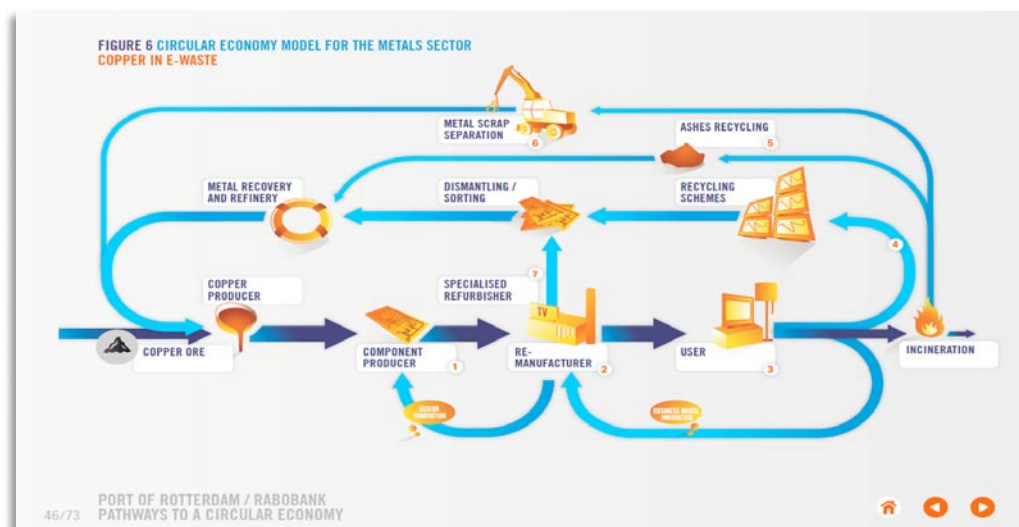 FIGURE 6 CIRCULAR ECONOMY MODEL FOR THE METALS SECTOR
COPPER IN E-WASTE
METAL SCRAP
SEPARATION
6
ASHES RECYCLING
5
METAL RECOVERY
AND REFINERY
DISMANTLING /
SORTING
RECYCLING
SCHEMES
4
COPPER
PRODUCER
SPECIALISED
REFURBISHER
7
TV
COPPER ORE
COMPONENT
PRODUCER
1
RE-
MANUFACTURER
2
USER
3
INCINERATION
DESIGN
INNOVATION
BUSINESS MODEL
INNOVATION
46/73
PORT OF ROTTERDAM / RABOBANK
PATHWAYS TO A CIRCULAR ECONOMY